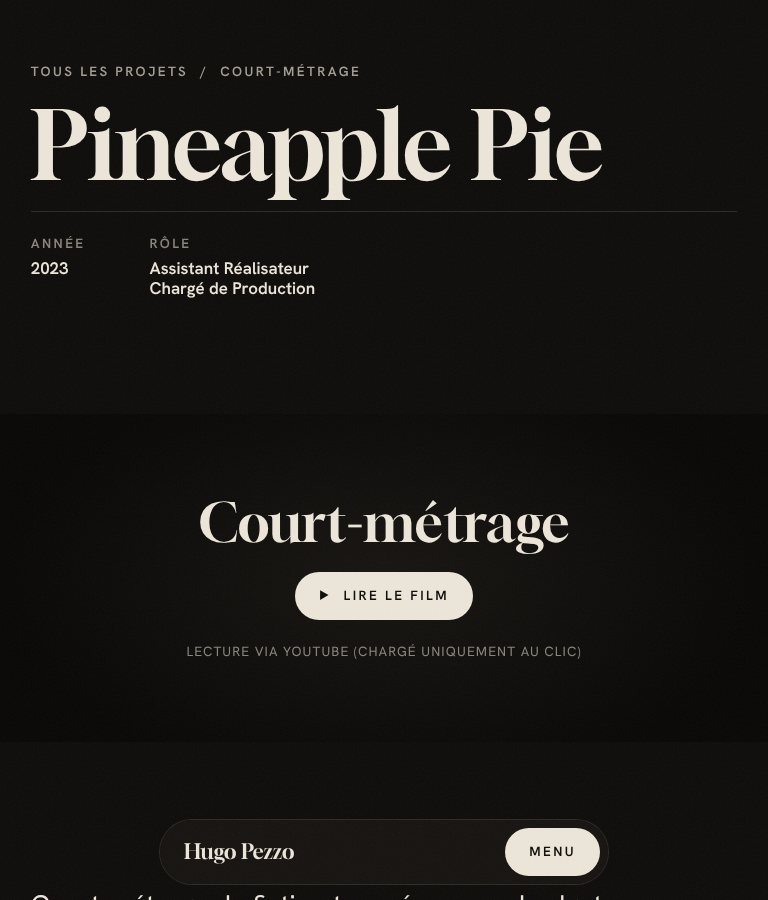 TOUS LES PROJETS / COURT-MÉTRAGE
Pineapple Pie
ANNÉE
2023
RÔLE
Assistant Réalisateur
Chargé de Production
Court-métrage
LIRE LE FILM
LECTURE VIA YOUTUBE (CHARGÉ UNIQUEMENT AU CLIC)
Hugo Pezzo
MENU